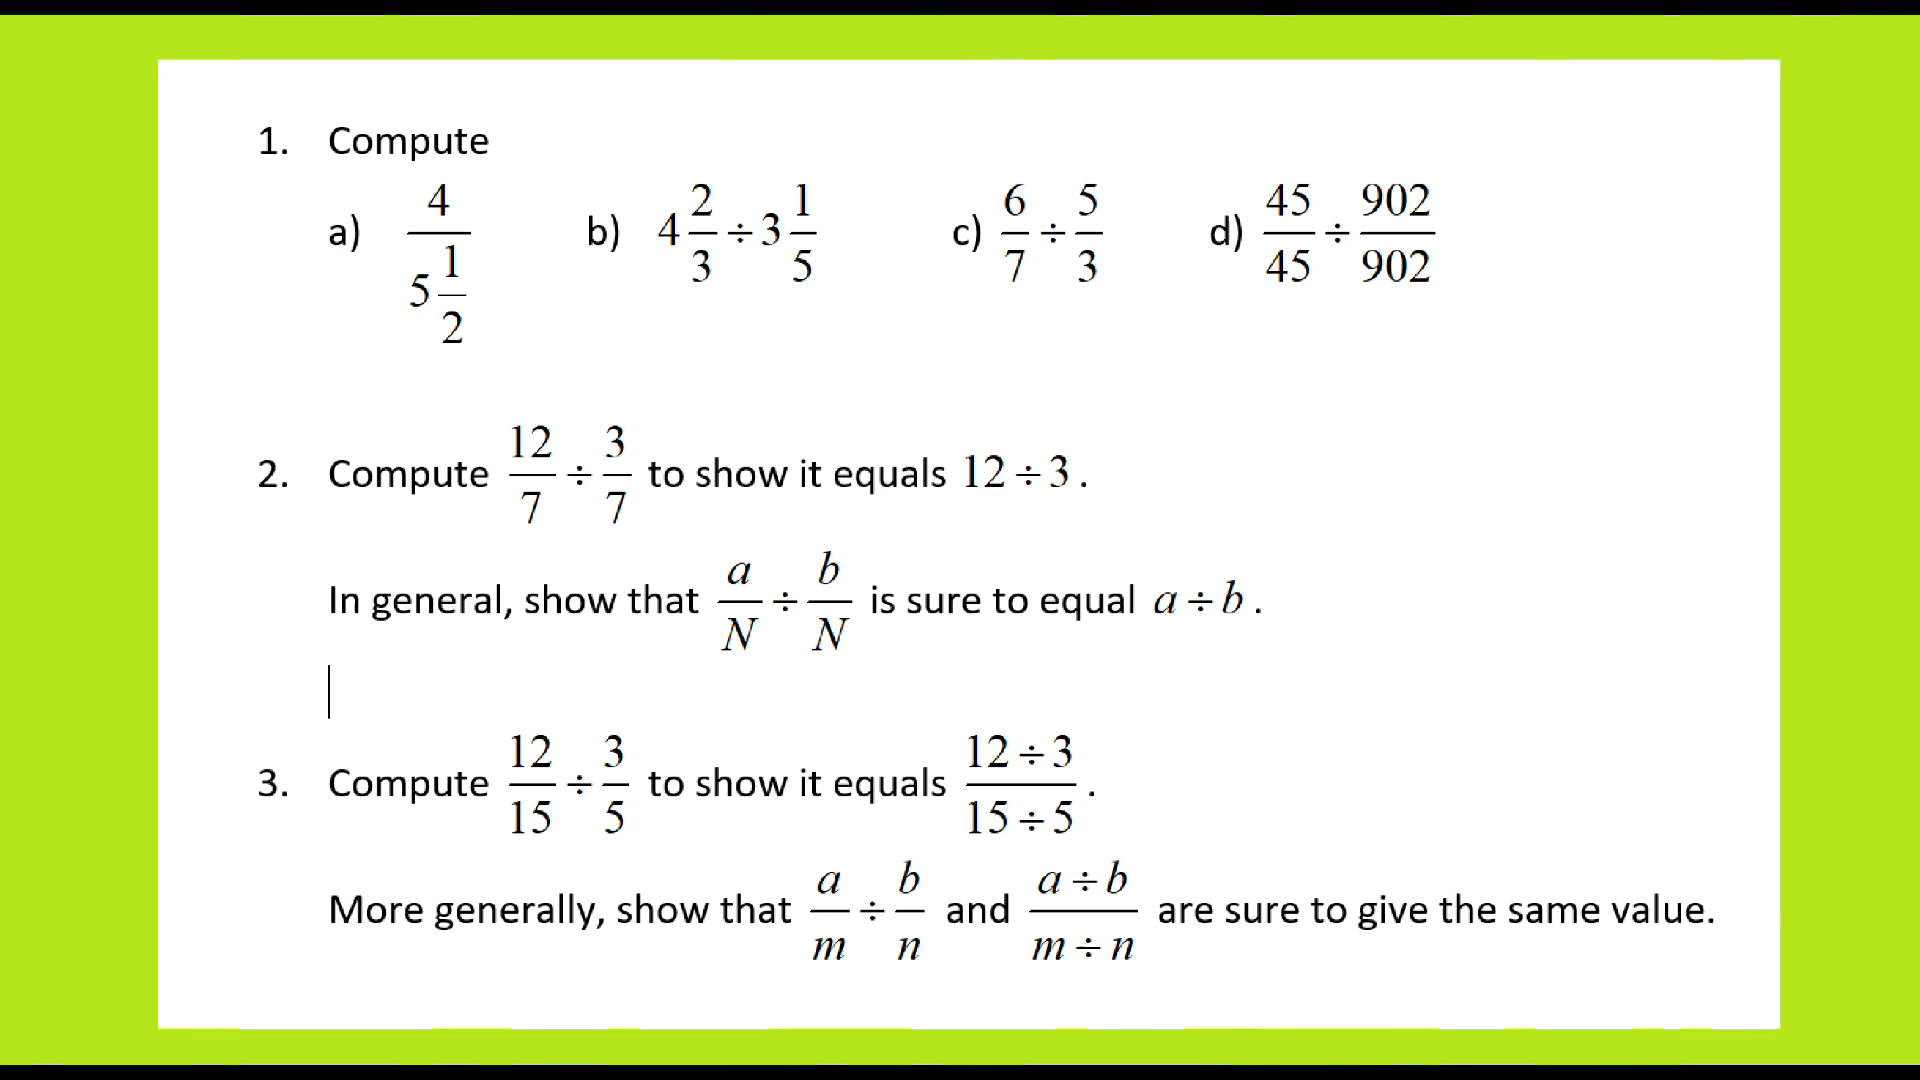 1. Compute
a) 4/(5 1/2) b) 4 2/3 ÷ 3 1/5 c) 6/7 ÷ 5/3 d) 45/45 ÷ 902/902
2. Compute 12/7 ÷ 3/7 to show it equals 12 ÷ 3.
In general, show that a/N ÷ b/N is sure to equal a ÷ b.
3. Compute 12/15 ÷ 3/5 to show it equals (12 ÷ 3)/(15 ÷ 5).
More generally, show that a/m ÷ b/n and (a ÷ b)/(m ÷ n) are sure to give the same value.